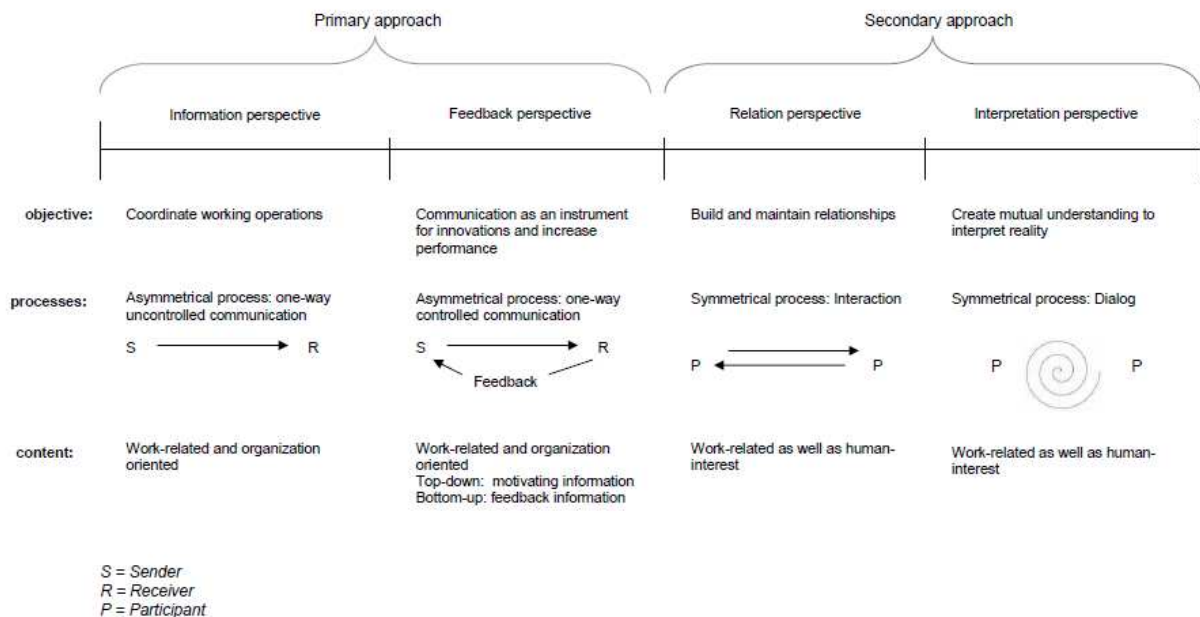 Primary approach
Secondary approach
Information perspective
Feedback perspective
Relation perspective
Interpretation perspective
objective:
Coordinate working operations
Communication as an instrument
for innovations and increase
performance
Build and maintain relationships
Create mutual understanding to
interpret reality
processes:
Asymmetrical process: one-way
uncontrolled communication
S
R
Asymmetrical process: one-way
controlled communication
S
R
Feedback
Symmetrical process: Interaction
P
P
Symmetrical process: Dialog
P
P
content:
Work-related and organization
oriented
Work-related and organization
oriented
Top-down: motivating information
Bottom-up: feedback information
Work-related as well as human-
interest
Work-related as well as human-
interest
S = Sender
R = Receiver
P = Participant